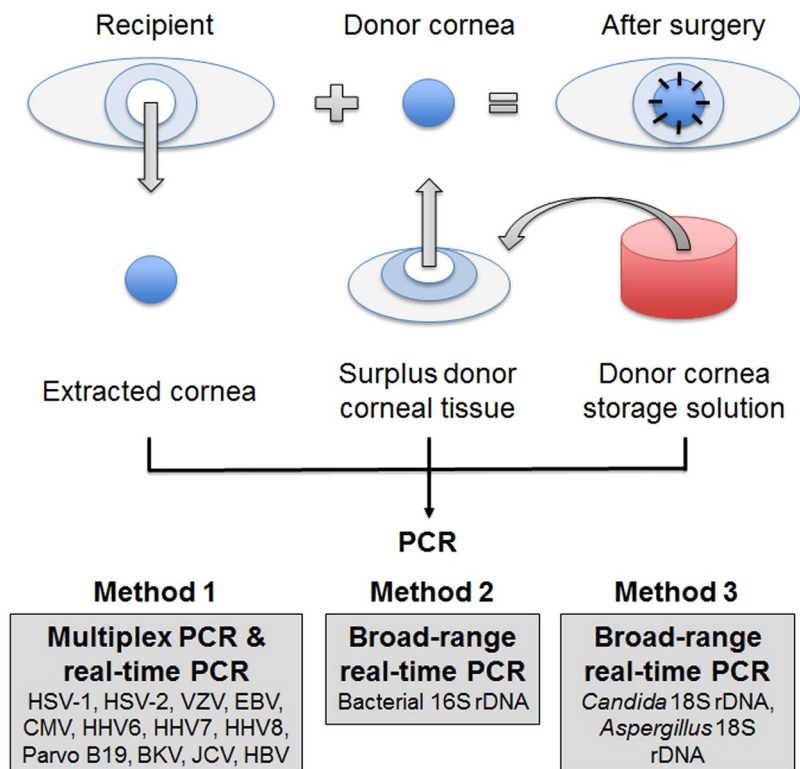 Recipient
Donor cornea
After surgery
Extracted cornea
Surplus donor
corneal tissue
Donor cornea
storage solution
PCR
Method 1
Multiplex PCR &
real-time PCR
HSV-1, HSV-2, VZV, EBV,
CMV, HHV6, HHV7, HHV8,
Parvo B19, BKV, JCV, HBV
Method 2
Broad-range
real-time PCR
Bacterial 16S rDNA
Method 3
Broad-range
real-time PCR
Candida 18S rDNA,
Aspergillus 18S
rDNA